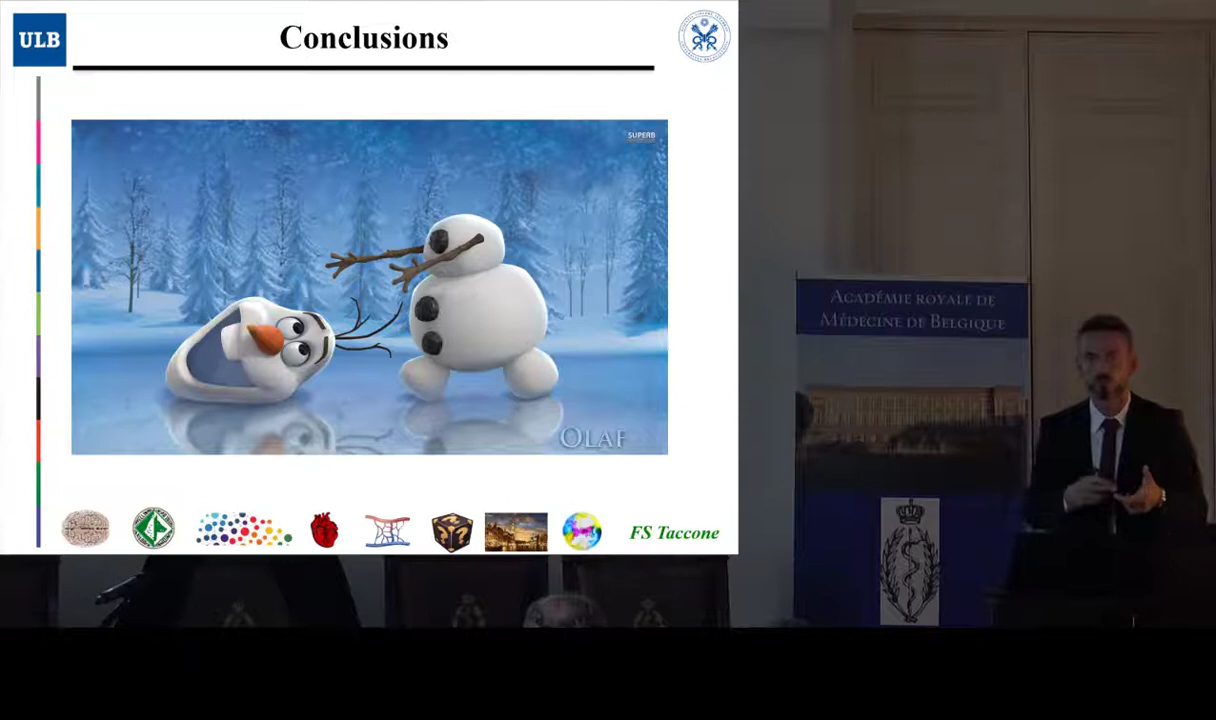 ULB
Conclusions
SUPERB
OLAF
FS Taccone
ACADÉMIE ROYALE DE
MÉDECINE DE BELGIQUE